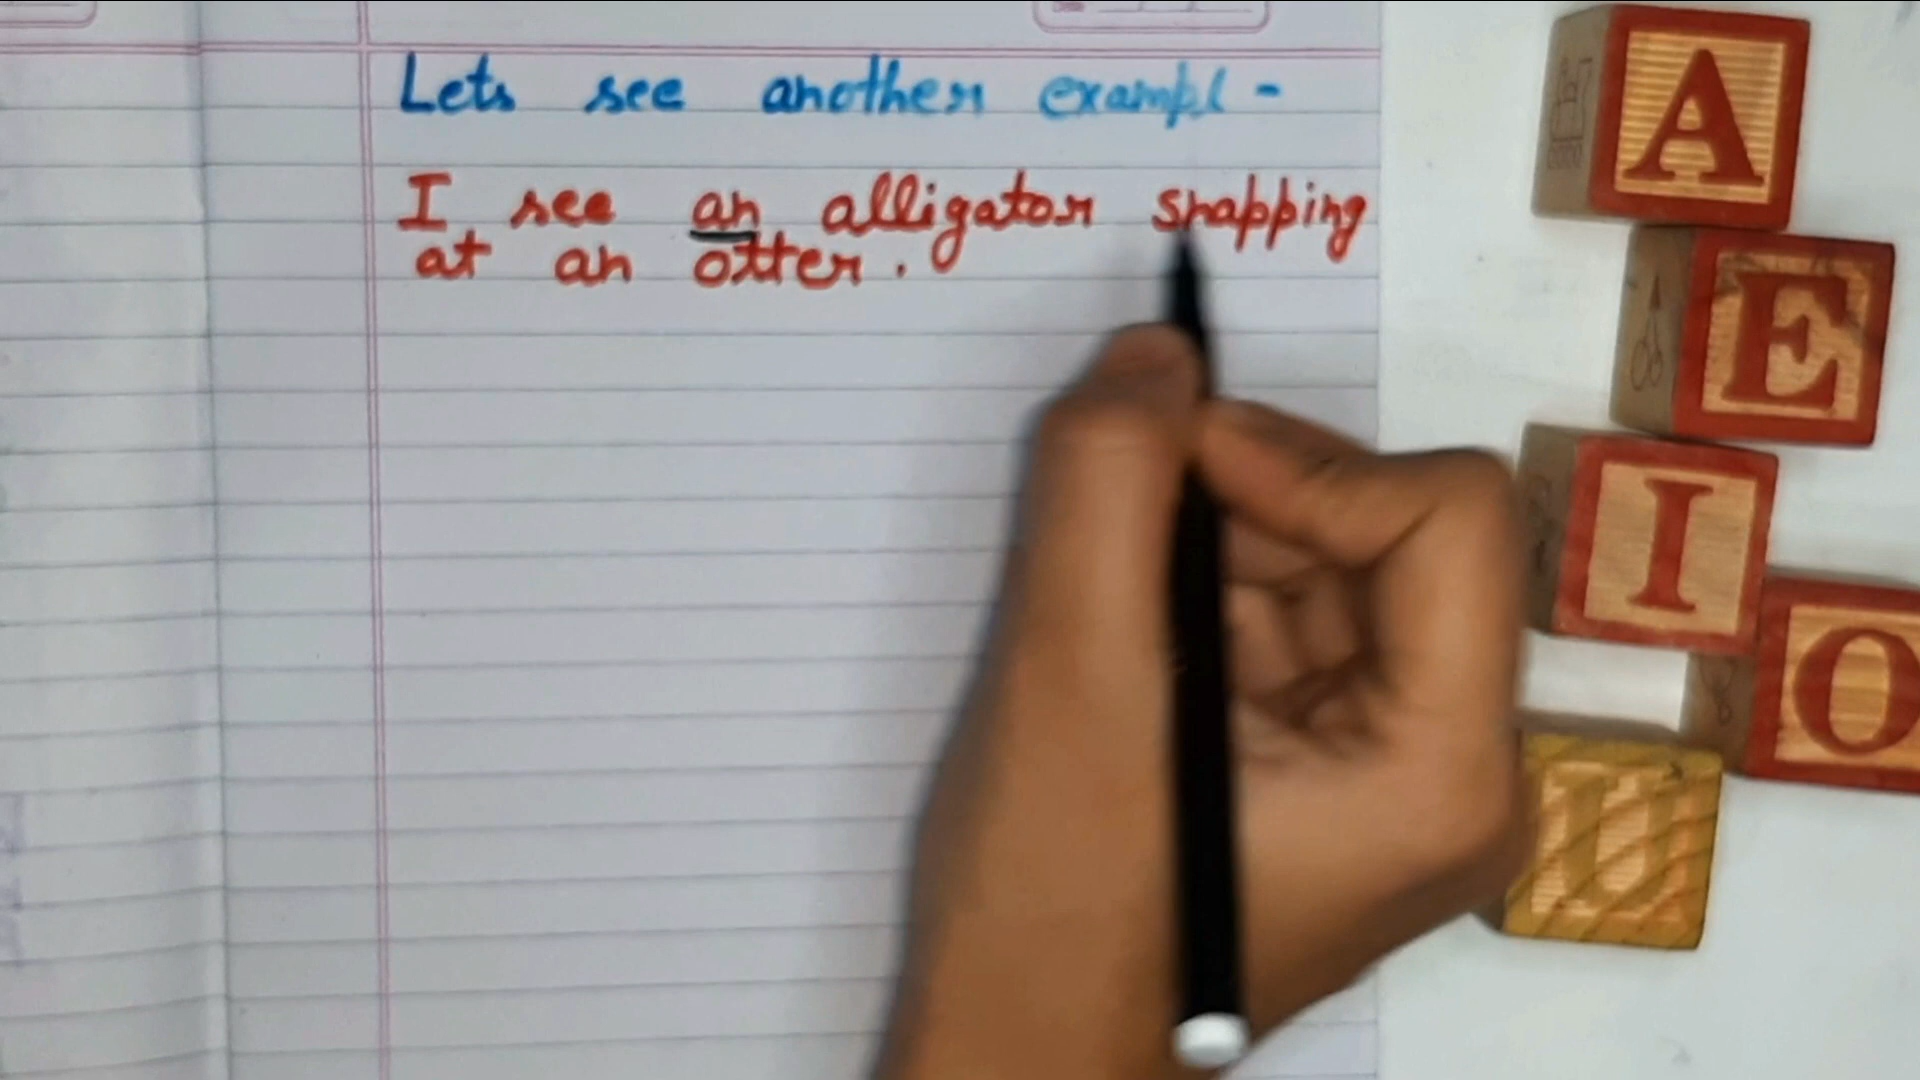 Lets see another exampl -
I see an alligator snapping
at an otter.
A
E
I
O
U